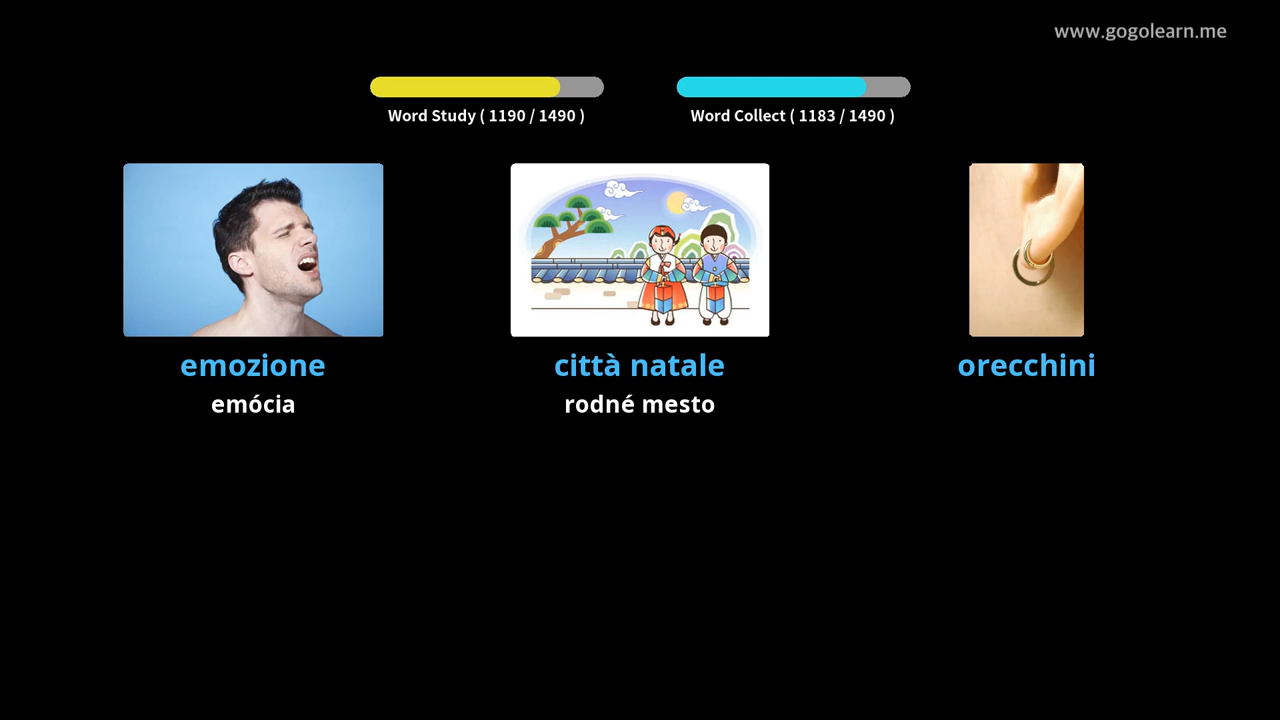 www.gogolearn.me
Word Study ( 1190 / 1490 )
Word Collect ( 1183 / 1490 )
emozione
emócia
città natale
rodné mesto
orecchini